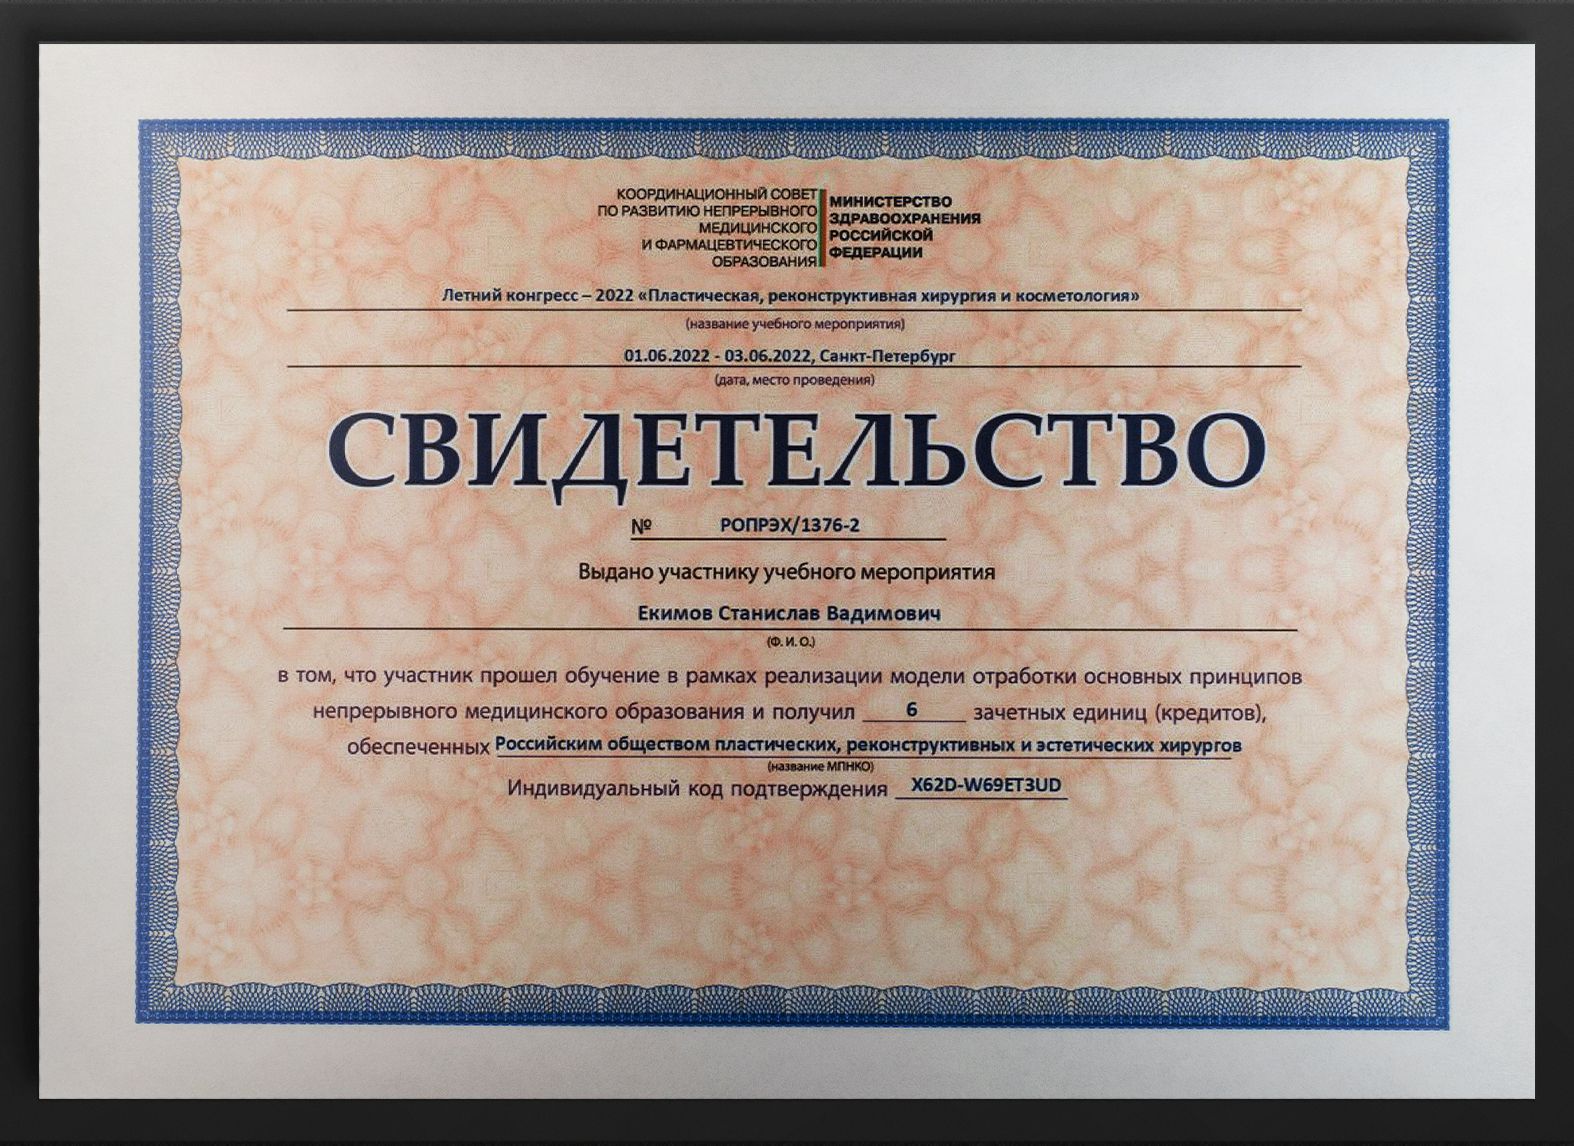 КООРДИНАЦИОННЫЙ СОВЕТ
ПО РАЗВИТИЮ НЕПРЕРЫВНОГО
МЕДИЦИНСКОГО
И ФАРМАЦЕВТИЧЕСКОГО
ОБРАЗОВАНИЯ
МИНИСТЕРСТВО
ЗДРАВООХРАНЕНИЯ
РОССИЙСКОЙ
ФЕДЕРАЦИИ
Летний конгресс – 2022 «Пластическая, реконструктивная хирургия и косметология»
(название учебного мероприятия)
01.06.2022 - 03.06.2022, Санкт-Петербург
(дата, место проведения)
СВИДЕТЕЛЬСТВО
№ РОПРЭХ/1376-2
Выдано участнику учебного мероприятия
Екимов Станислав Вадимович
(Ф. И. О.)
в том, что участник прошел обучение в рамках реализации модели отработки основных принципов
непрерывного медицинского образования и получил 6 зачетных единиц (кредитов),
обеспеченных Российским обществом пластических, реконструктивных и эстетических хирургов
(название МПНКО)
Индивидуальный код подтверждения X62D-W69ET3UD